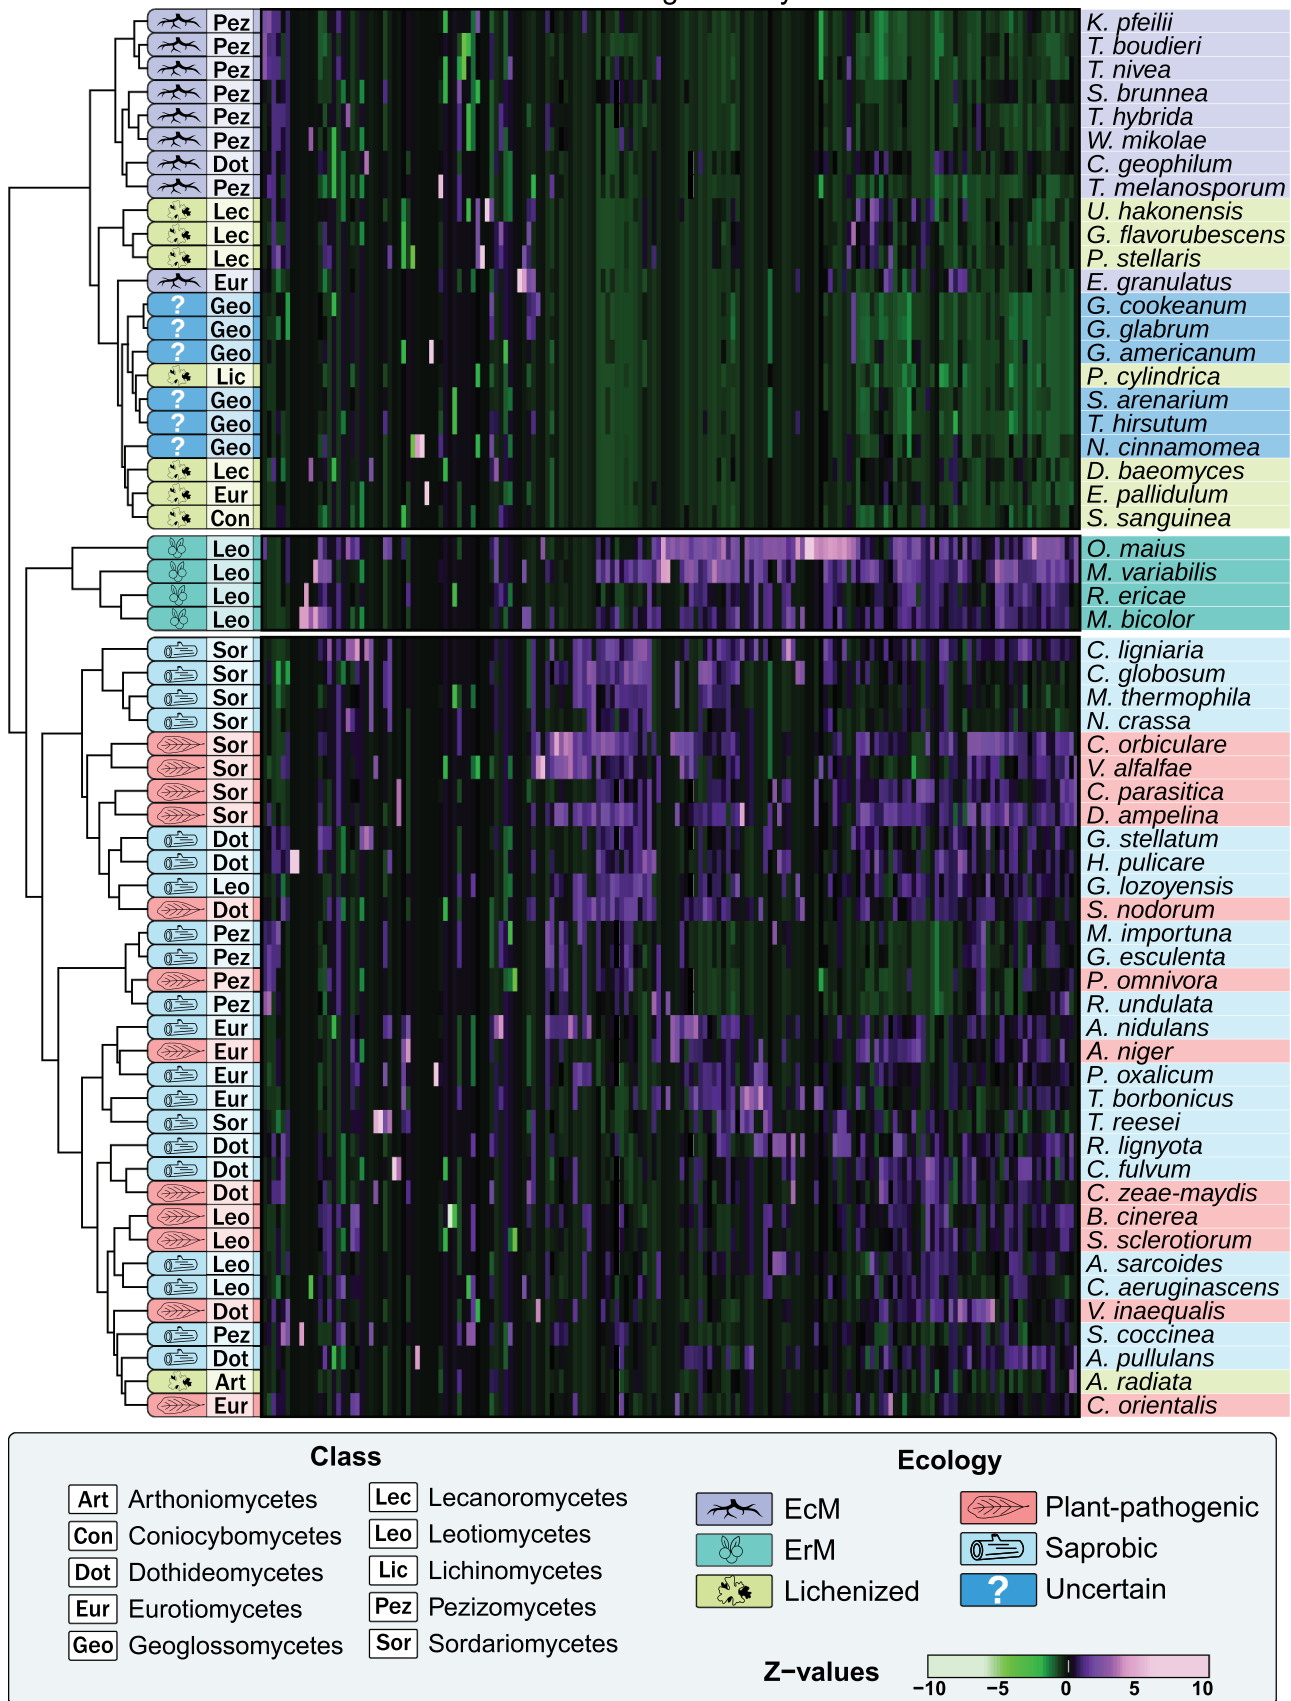 Pez K. pfeilii
Pez T. boudieri
Pez T. nivea
Pez S. brunnea
Pez T. hybrida
Pez W. mikolae
Dot C. geophilum
Pez T. melanosporum
Lec U. hakonensis
Lec G. flavorubescens
Lec P. stellaris
Eur E. granulatus
? Geo G. cookeanum
? Geo G. glabrum
? Geo G. americanum
Lic P. cylindrica
? Geo S. arenarium
? Geo T. hirsutum
? Geo N. cinnamomea
Lec D. baeomyces
Eur E. pallidulum
Con S. sanguinea
Leo O. maius
Leo M. variabilis
Leo R. ericae
Leo M. bicolor
Sor C. ligniaria
Sor C. globosum
Sor M. thermophila
Sor N. crassa
Sor C. orbiculare
Sor V. alfalfae
Sor C. parasitica
Sor D. ampelina
Dot G. stellatum
Dot H. pulicare
Leo G. lozoyensis
Dot S. nodorum
Pez M. importuna
Pez G. esculenta
Pez P. omnivora
Pez R. undulata
Eur A. nidulans
Eur A. niger
Eur P. oxalicum
Eur T. borbonicus
Sor T. reesei
Dot R. lignyota
Dot C. fulvum
Dot C. zeae-maydis
Leo B. cinerea
Leo S. sclerotiorum
Leo A. sarcoides
Leo C. aeruginascens
Dot V. inaequalis
Pez S. coccinea
Dot A. pullulans
Art A. radiata
Eur C. orientalis
Class
Art Arthoniomycetes
Con Coniocybomycetes
Dot Dothideomycetes
Eur Eurotiomycetes
Geo Geoglossomycetes
Lec Lecanoromycetes
Leo Leotiomycetes
Lic Lichinomycetes
Pez Pezizomycetes
Sor Sordariomycetes
Ecology
EcM
ErM
Lichenized
Plant-pathogenic
Saprobic
? Uncertain
Z−values
−10 −5 0 5 10